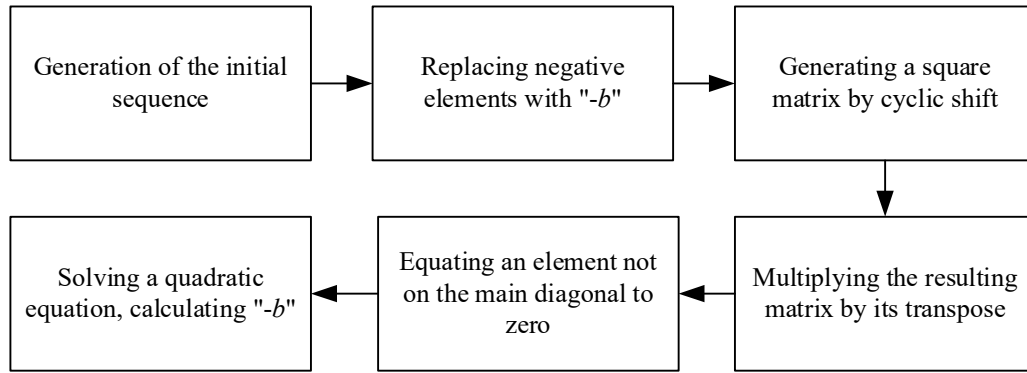 Generation of the initial
sequence
Replacing negative
elements with "-b"
Generating a square
matrix by cyclic shift
Solving a quadratic
equation, calculating "-b"
Equating an element not
on the main diagonal to
zero
Multiplying the resulting
matrix by its transpose